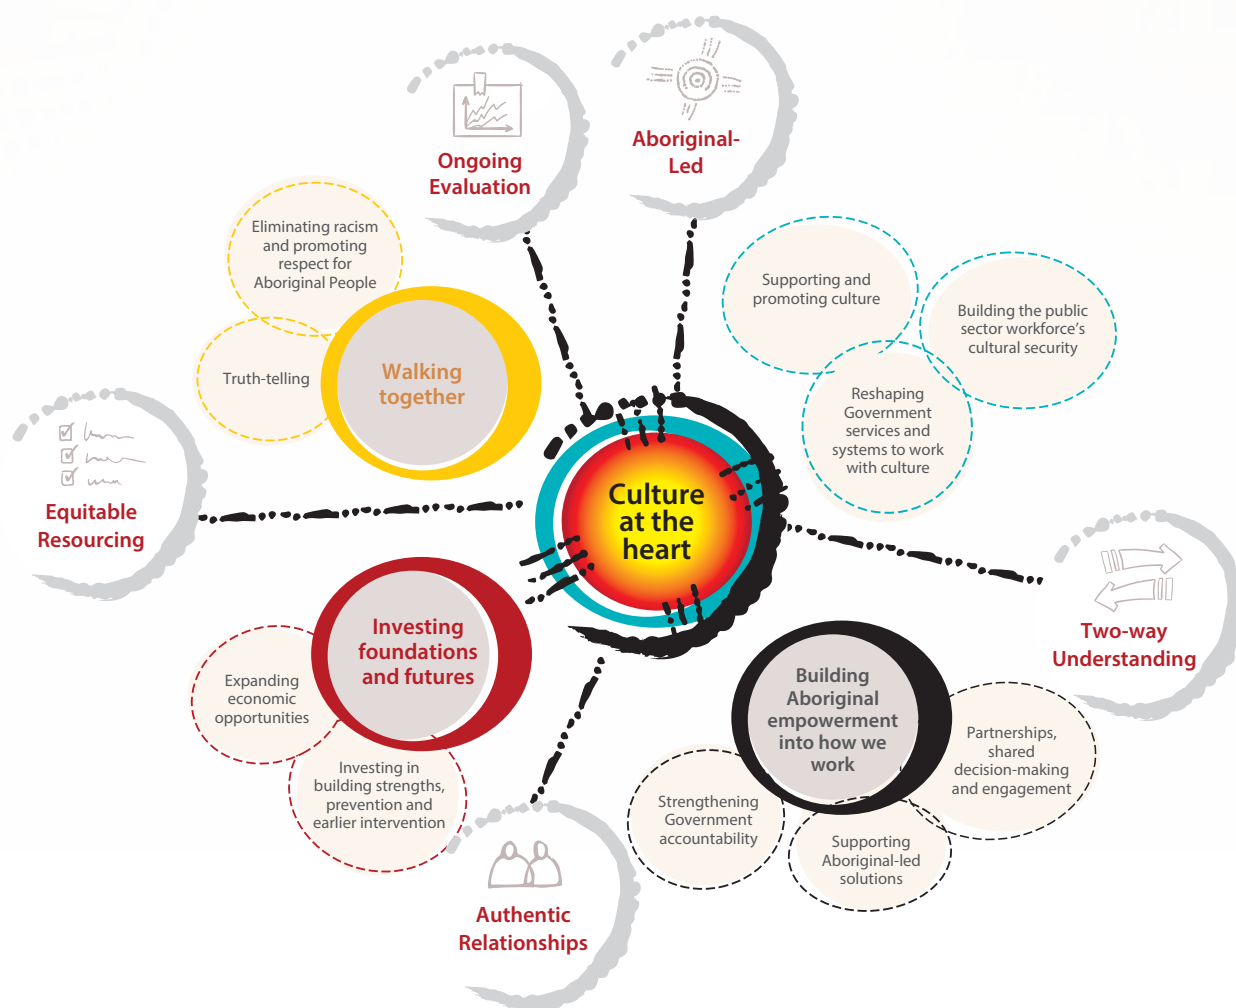 Ongoing
Evaluation
Aboriginal-
Led
Eliminating racism
and promoting
respect for
Aboriginal People
Truth-telling
Walking
together
Supporting and
promoting culture
Building the public
sector workforce's
cultural security
Reshaping
Government
services and
systems to work
with culture
Equitable
Resourcing
Culture
at the
heart
Two-way
Understanding
Investing
foundations
and futures
Expanding
economic
opportunities
Investing in
building strengths,
prevention and
earlier intervention
Building
Aboriginal
empowerment
into how we
work
Partnerships,
shared
decision-making
and engagement
Strengthening
Government
accountability
Supporting
Aboriginal-led
solutions
Authentic
Relationships